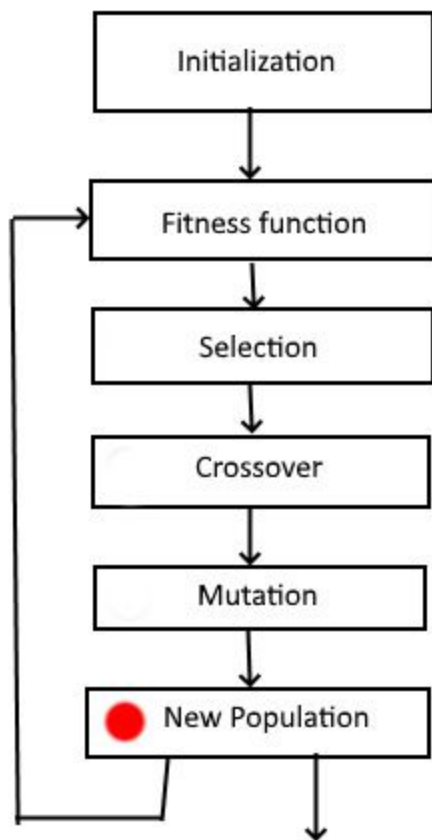 Initialization
Fitness function
Selection
Crossover
Mutation
New Population